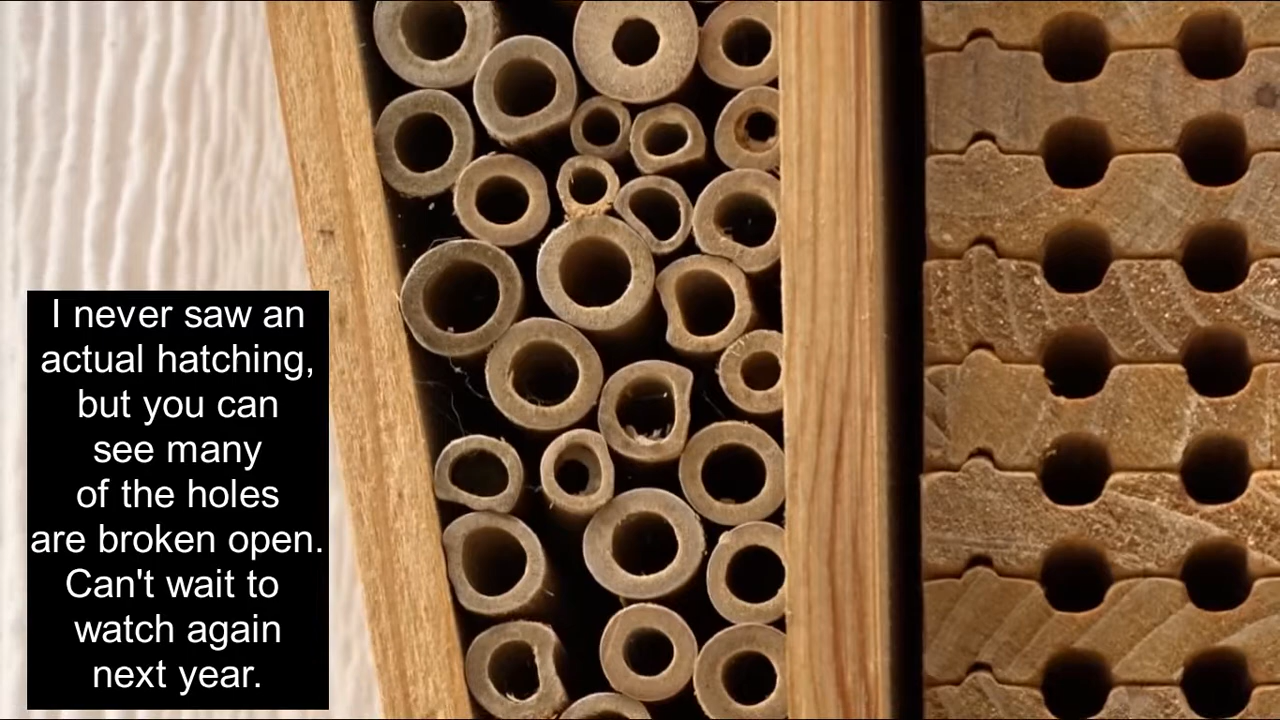 I never saw an
actual hatching,
but you can
see many
of the holes
are broken open.
Can't wait to
watch again
next year.